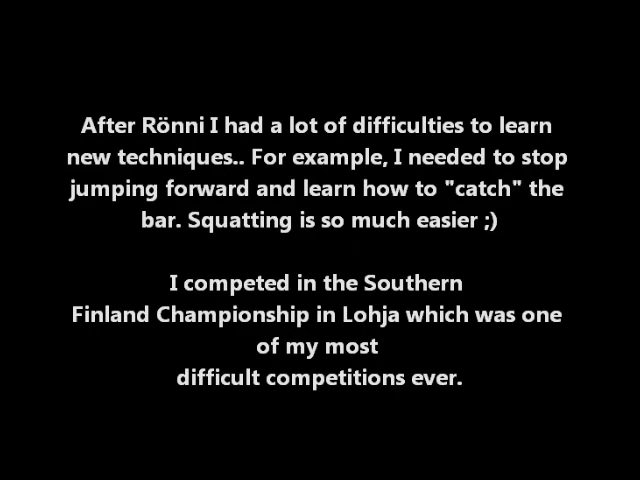 After Rönni I had a lot of difficulties to learn
new techniques.. For example, I needed to stop
jumping forward and learn how to "catch" the
bar. Squatting is so much easier ;)
I competed in the Southern
Finland Championship in Lohja which was one
of my most
difficult competitions ever.